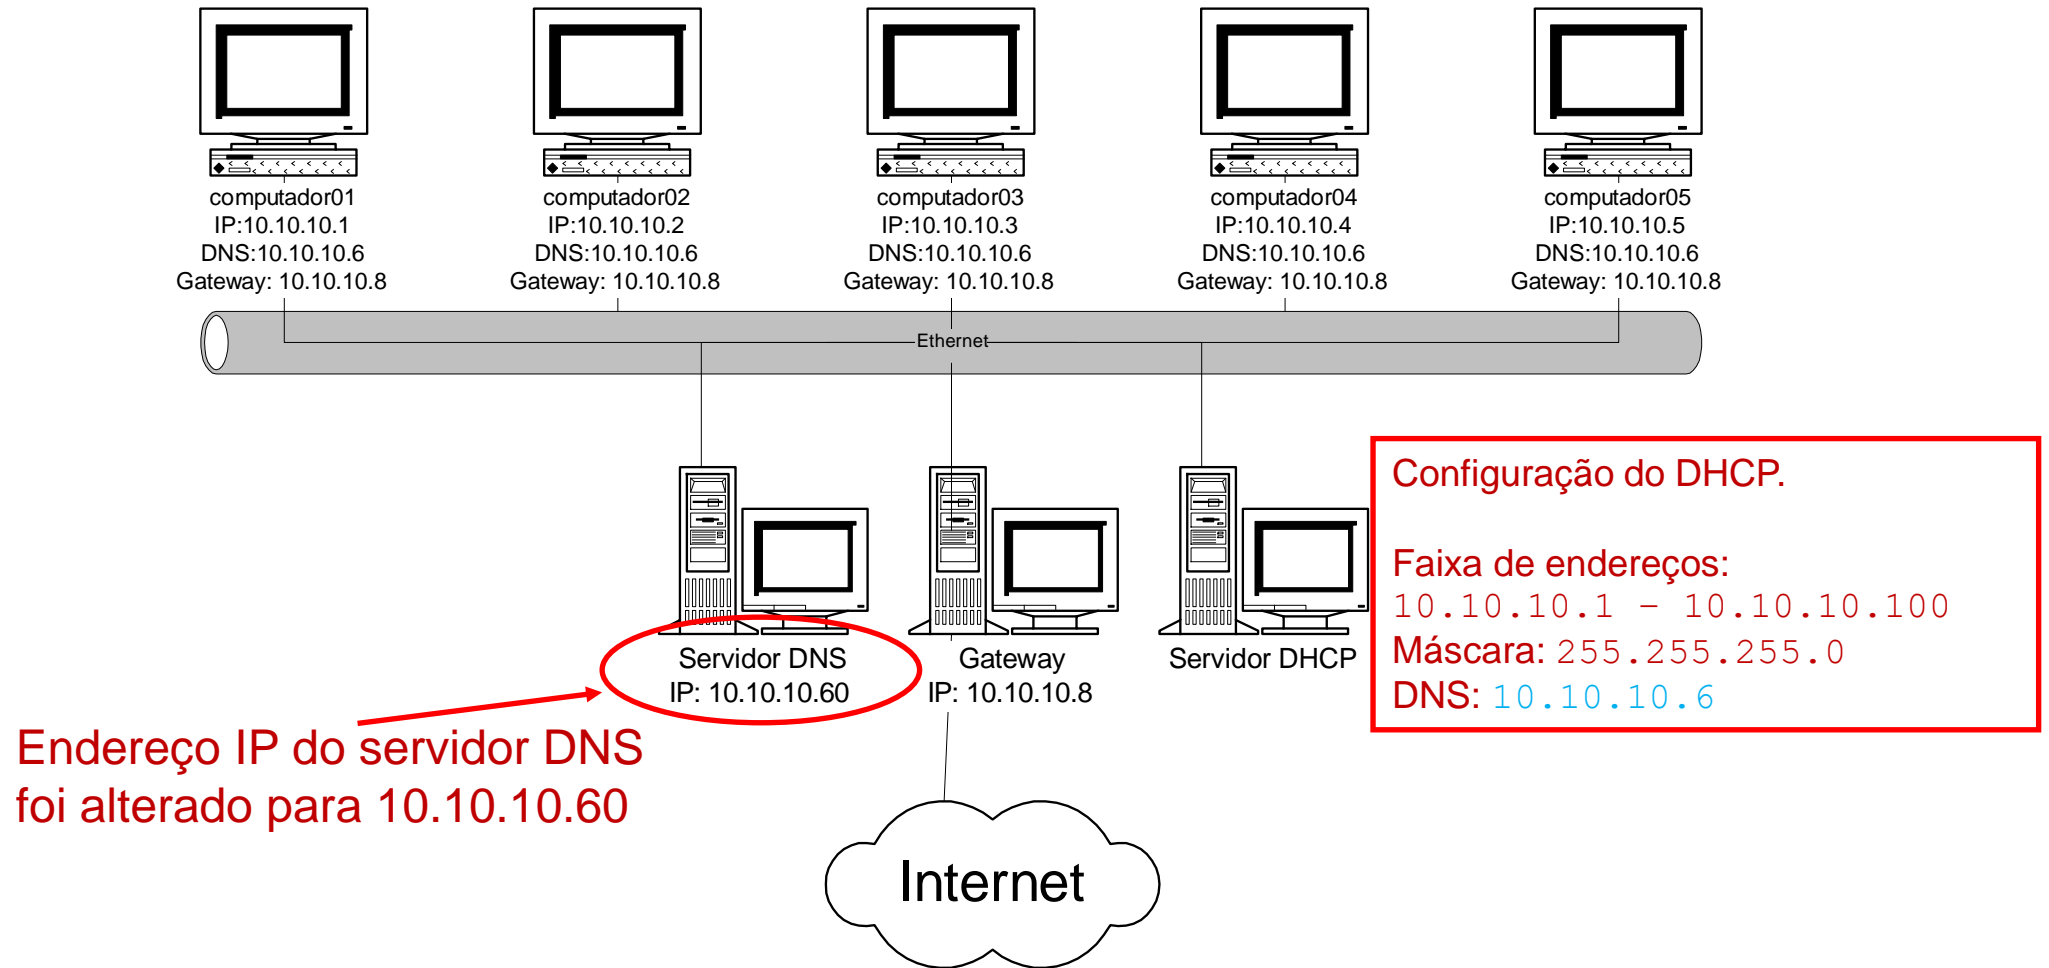 computador01
IP:10.10.10.1
DNS:10.10.10.6
Gateway: 10.10.10.8
computador02
IP:10.10.10.2
DNS:10.10.10.6
Gateway: 10.10.10.8
computador03
IP:10.10.10.3
DNS:10.10.10.6
Gateway: 10.10.10.8
computador04
IP:10.10.10.4
DNS:10.10.10.6
Gateway: 10.10.10.8
computador05
IP:10.10.10.5
DNS:10.10.10.6
Gateway: 10.10.10.8
Ethernet
Servidor DNS
IP: 10.10.10.60
Gateway
IP: 10.10.10.8
Servidor DHCP
Configuração do DHCP.
Faixa de endereços:
10.10.10.1 – 10.10.10.100
Máscara: 255.255.255.0
DNS: 10.10.10.6
Endereço IP do servidor DNS
foi alterado para 10.10.10.60
Internet